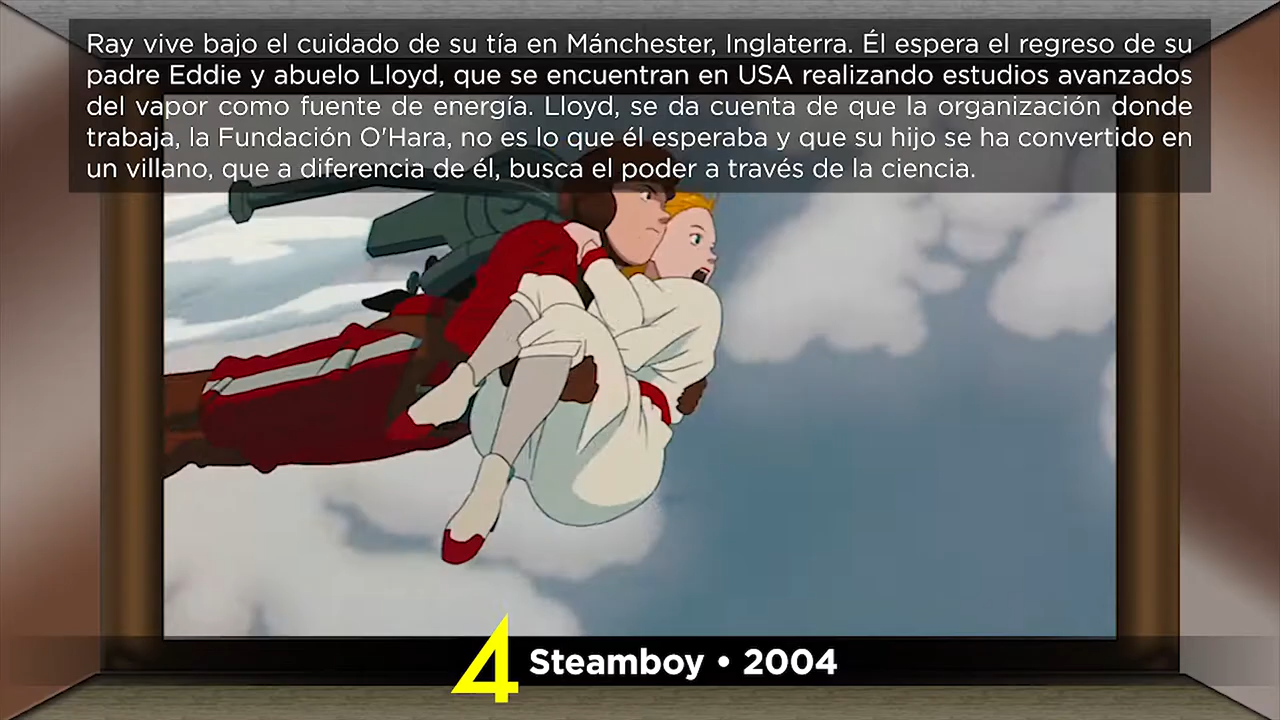 Ray vive bajo el cuidado de su tía en Mánchester, Inglaterra. Él espera el regreso de su
padre Eddie y abuelo Lloyd, que se encuentran en USA realizando estudios avanzados
del vapor como fuente de energía. Lloyd, se da cuenta de que la organización donde
trabaja, la Fundación O'Hara, no es lo que él esperaba y que su hijo se ha convertido en
un villano, que a diferencia de él, busca el poder a través de la ciencia.
4 Steamboy • 2004